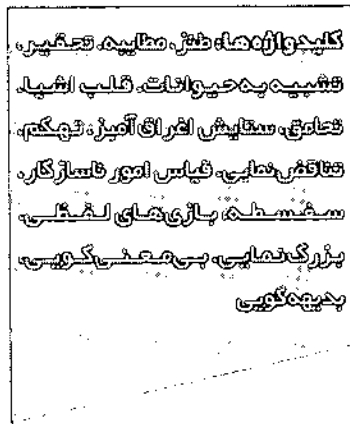 کلیدواژه‌ها: طنز، مطایبه، تحقیر،
تشبیه به حیوانات، قلب اشیا،
تحامق، ستایش اغراق آمیز، تهکم،
تناقض‌نمایی، قیاس امور ناسازگار،
سفسطه، بازی‌های لفظی،
بزرگ‌نمایی، بی‌معنی‌گویی،
بدیهه‌گویی